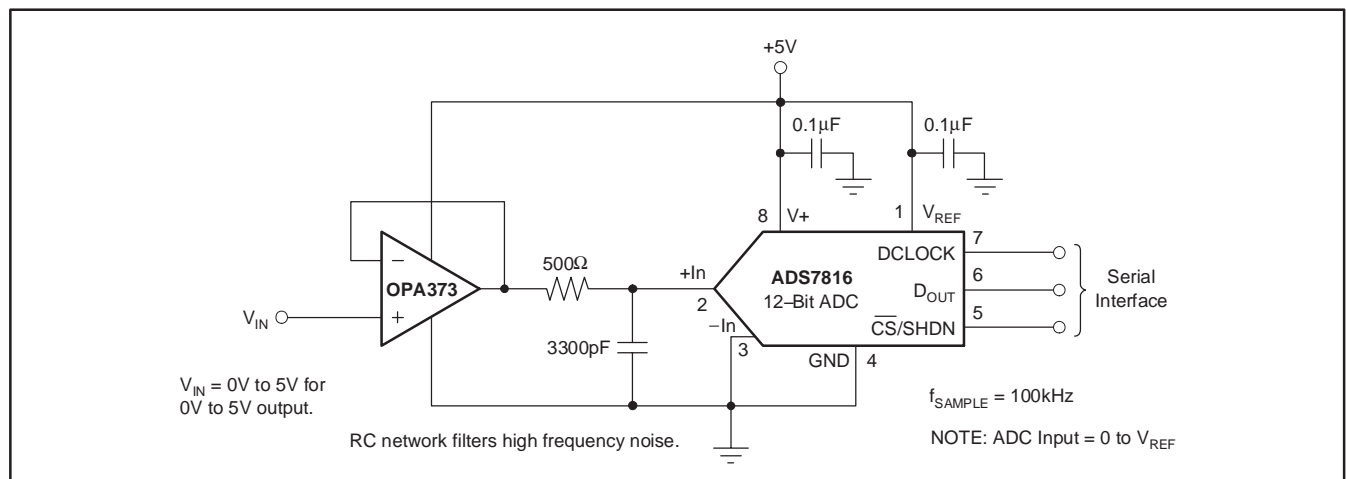 +5V
0.1µF
0.1µF
8
V+
1
VREF
−
OPA373
+
VIN
500Ω
3300pF
+In
2
−In
3
ADS7816
12–Bit ADC
GND
4
DCLOCK
7
DOUT
6
CS/SHDN
5
Serial
Interface
VIN = 0V to 5V for
0V to 5V output.
RC network filters high frequency noise.
fSAMPLE = 100kHz
NOTE: ADC Input = 0 to VREF